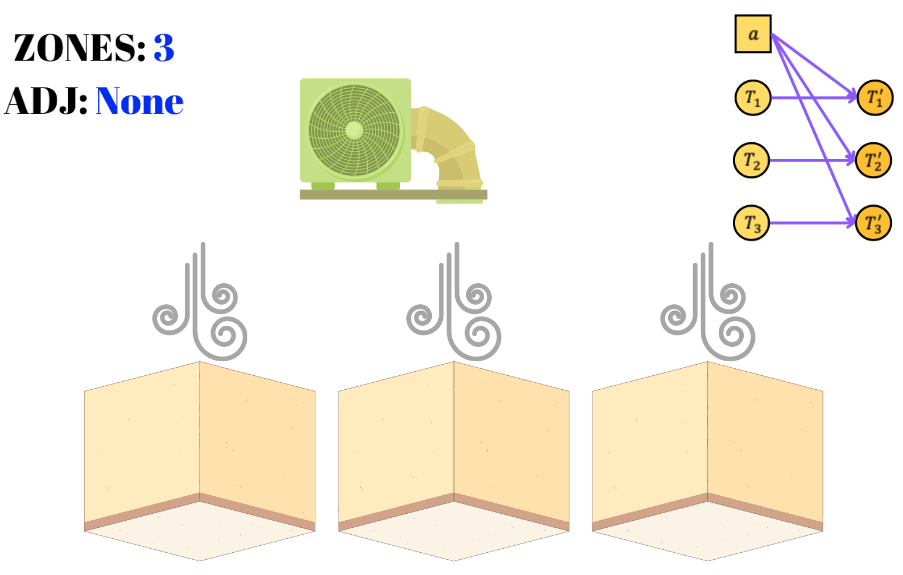 ZONES: 3
ADJ: None
a
T₁ T₁′
T₂ T₂′
T₃ T₃′